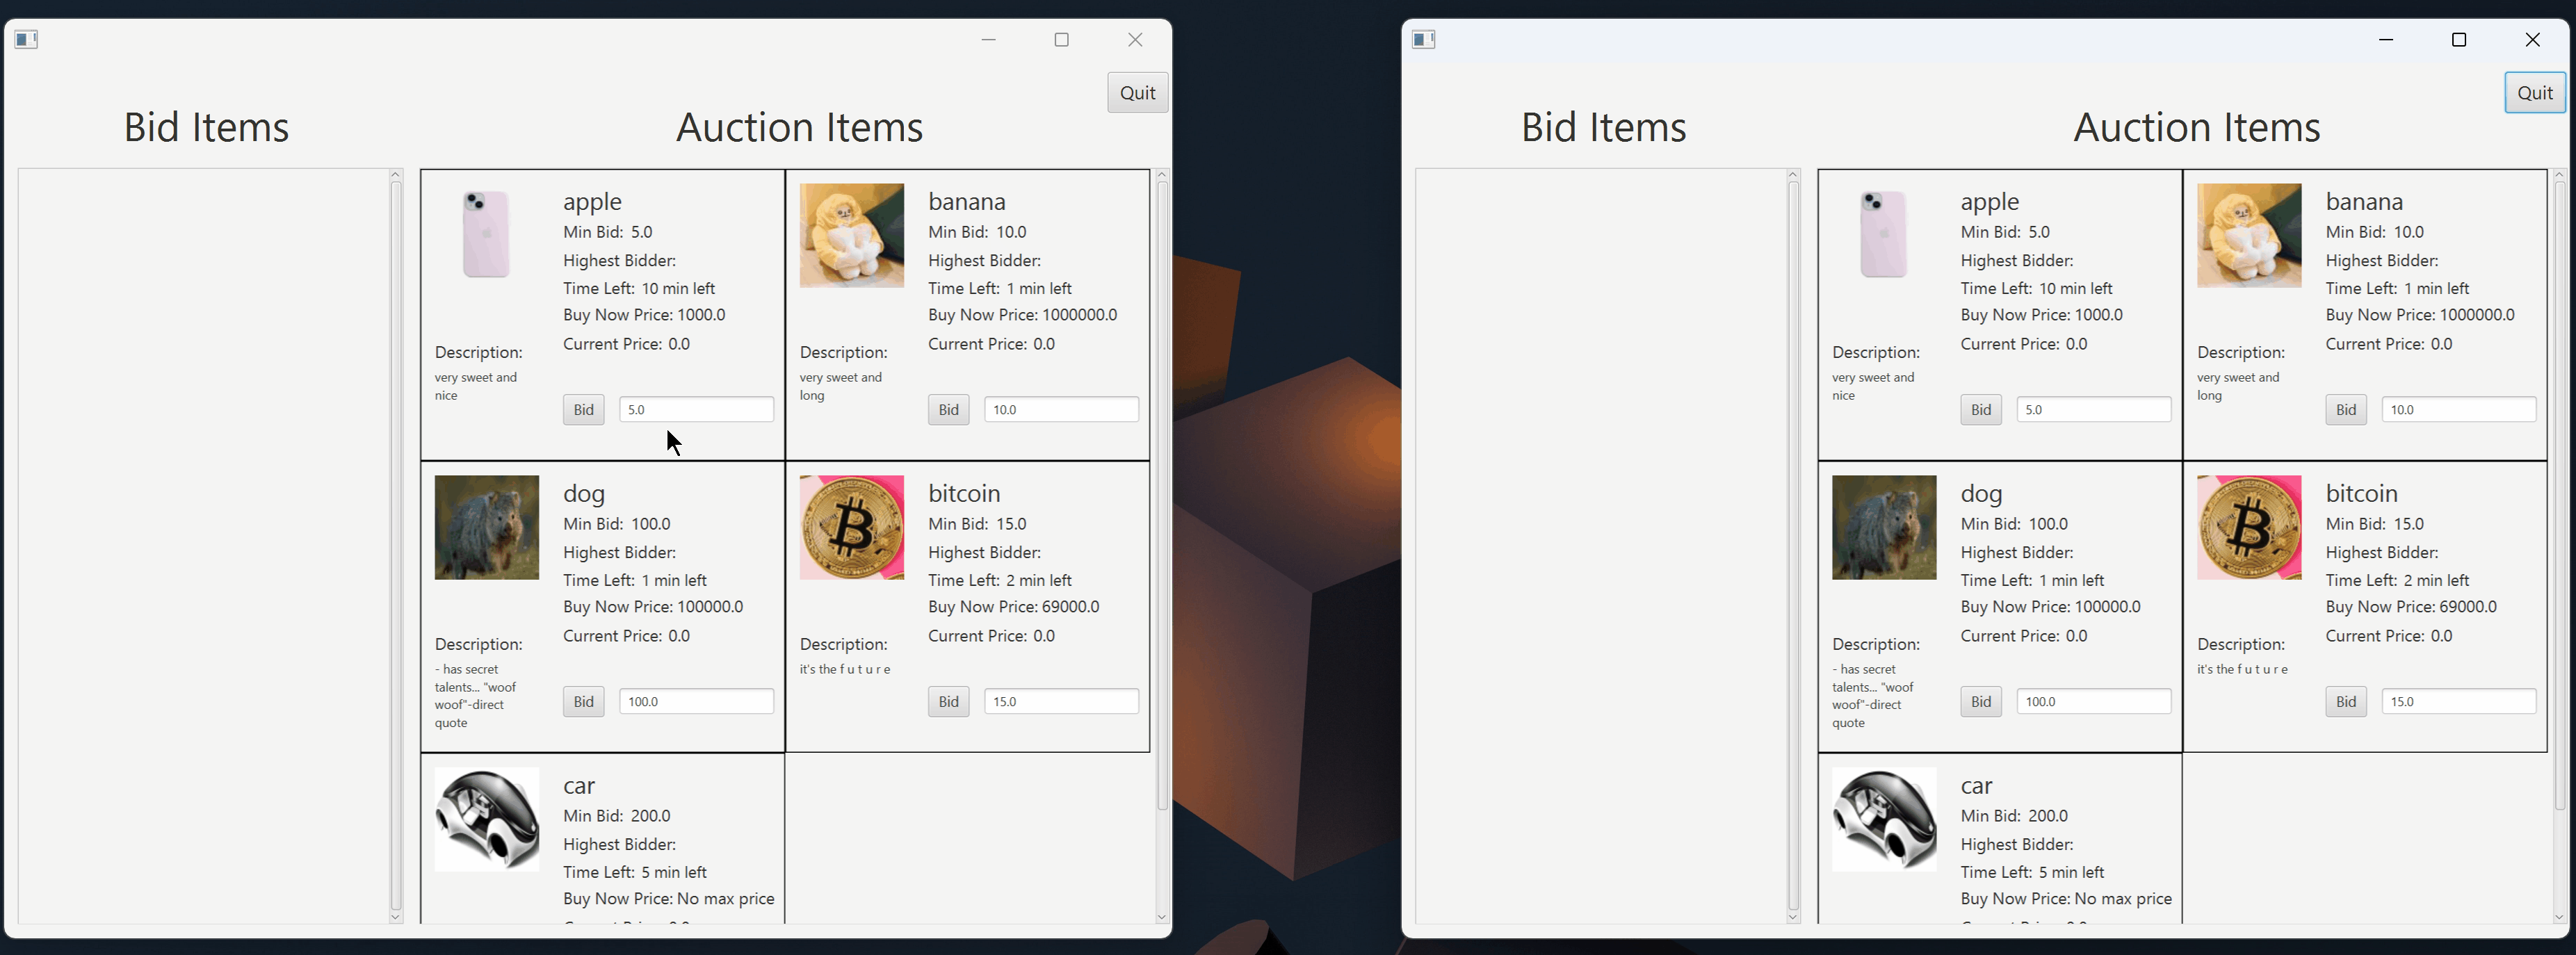 Quit
Bid Items
Auction Items
apple
Min Bid: 5.0
Highest Bidder:
Time Left: 10 min left
Buy Now Price: 1000.0
Current Price: 0.0
Description:
very sweet and
nice
Bid
5.0
banana
Min Bid: 10.0
Highest Bidder:
Time Left: 1 min left
Buy Now Price: 1000000.0
Current Price: 0.0
Description:
very sweet and
long
Bid
10.0
dog
Min Bid: 100.0
Highest Bidder:
Time Left: 1 min left
Buy Now Price: 100000.0
Current Price: 0.0
Description:
- has secret
talents... "woof
woof"-direct
quote
Bid
100.0
bitcoin
Min Bid: 15.0
Highest Bidder:
Time Left: 2 min left
Buy Now Price: 69000.0
Current Price: 0.0
Description:
it's the f u t u r e
Bid
15.0
car
Min Bid: 200.0
Highest Bidder:
Time Left: 5 min left
Buy Now Price: No max price
Quit
Bid Items
Auction Items
apple
Min Bid: 5.0
Highest Bidder:
Time Left: 10 min left
Buy Now Price: 1000.0
Current Price: 0.0
Description:
very sweet and
nice
Bid
5.0
banana
Min Bid: 10.0
Highest Bidder:
Time Left: 1 min left
Buy Now Price: 1000000.0
Current Price: 0.0
Description:
very sweet and
long
Bid
10.0
dog
Min Bid: 100.0
Highest Bidder:
Time Left: 1 min left
Buy Now Price: 100000.0
Current Price: 0.0
Description:
- has secret
talents... "woof
woof"-direct
quote
Bid
100.0
bitcoin
Min Bid: 15.0
Highest Bidder:
Time Left: 2 min left
Buy Now Price: 69000.0
Current Price: 0.0
Description:
it's the f u t u r e
Bid
15.0
car
Min Bid: 200.0
Highest Bidder:
Time Left: 5 min left
Buy Now Price: No max price